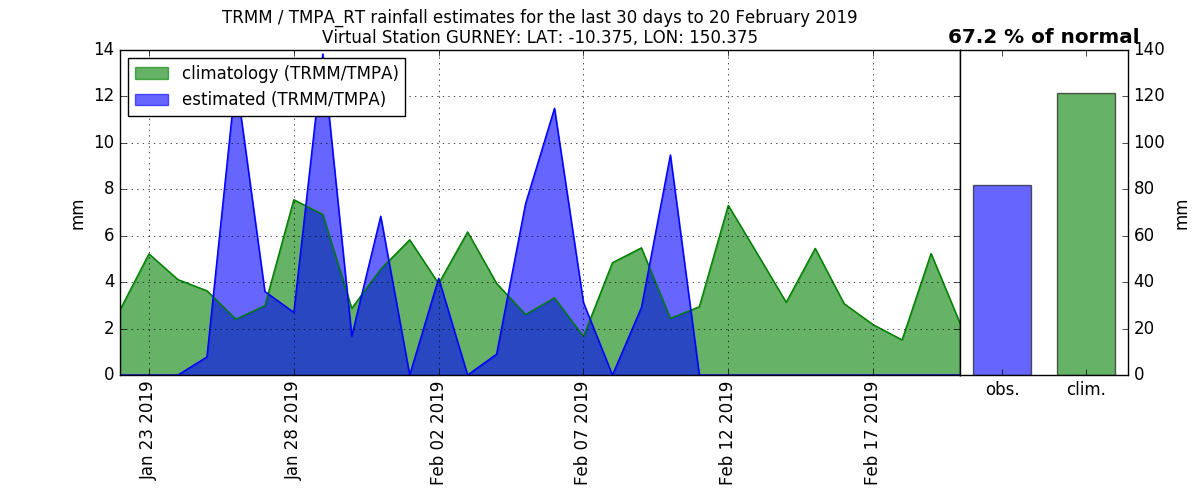 TRMM / TMPA_RT rainfall estimates for the last 30 days to 20 February 2019
Virtual Station GURNEY: LAT: -10.375, LON: 150.375
67.2 % of normal
climatology (TRMM/TMPA)
estimated (TRMM/TMPA)
14
12
10
8
6
4
2
0
mm
Jan 23 2019
Jan 28 2019
Feb 02 2019
Feb 07 2019
Feb 12 2019
Feb 17 2019
140
120
100
80
60
40
20
0
mm
obs.
clim.